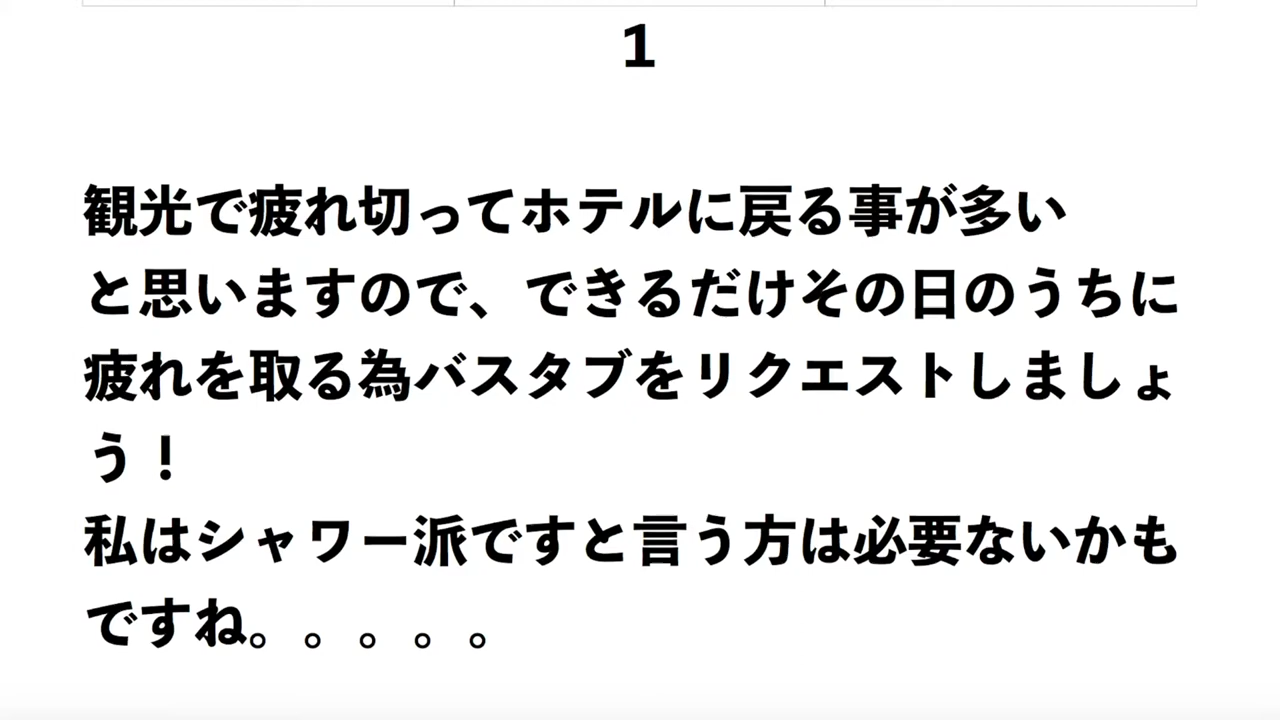 1
観光で疲れ切ってホテルに戻る事が多い
と思いますので、できるだけその日のうちに
疲れを取る為バスタブをリクエストしましょ
う！
私はシャワー派ですと言う方は必要ないかも
ですね。。。。。